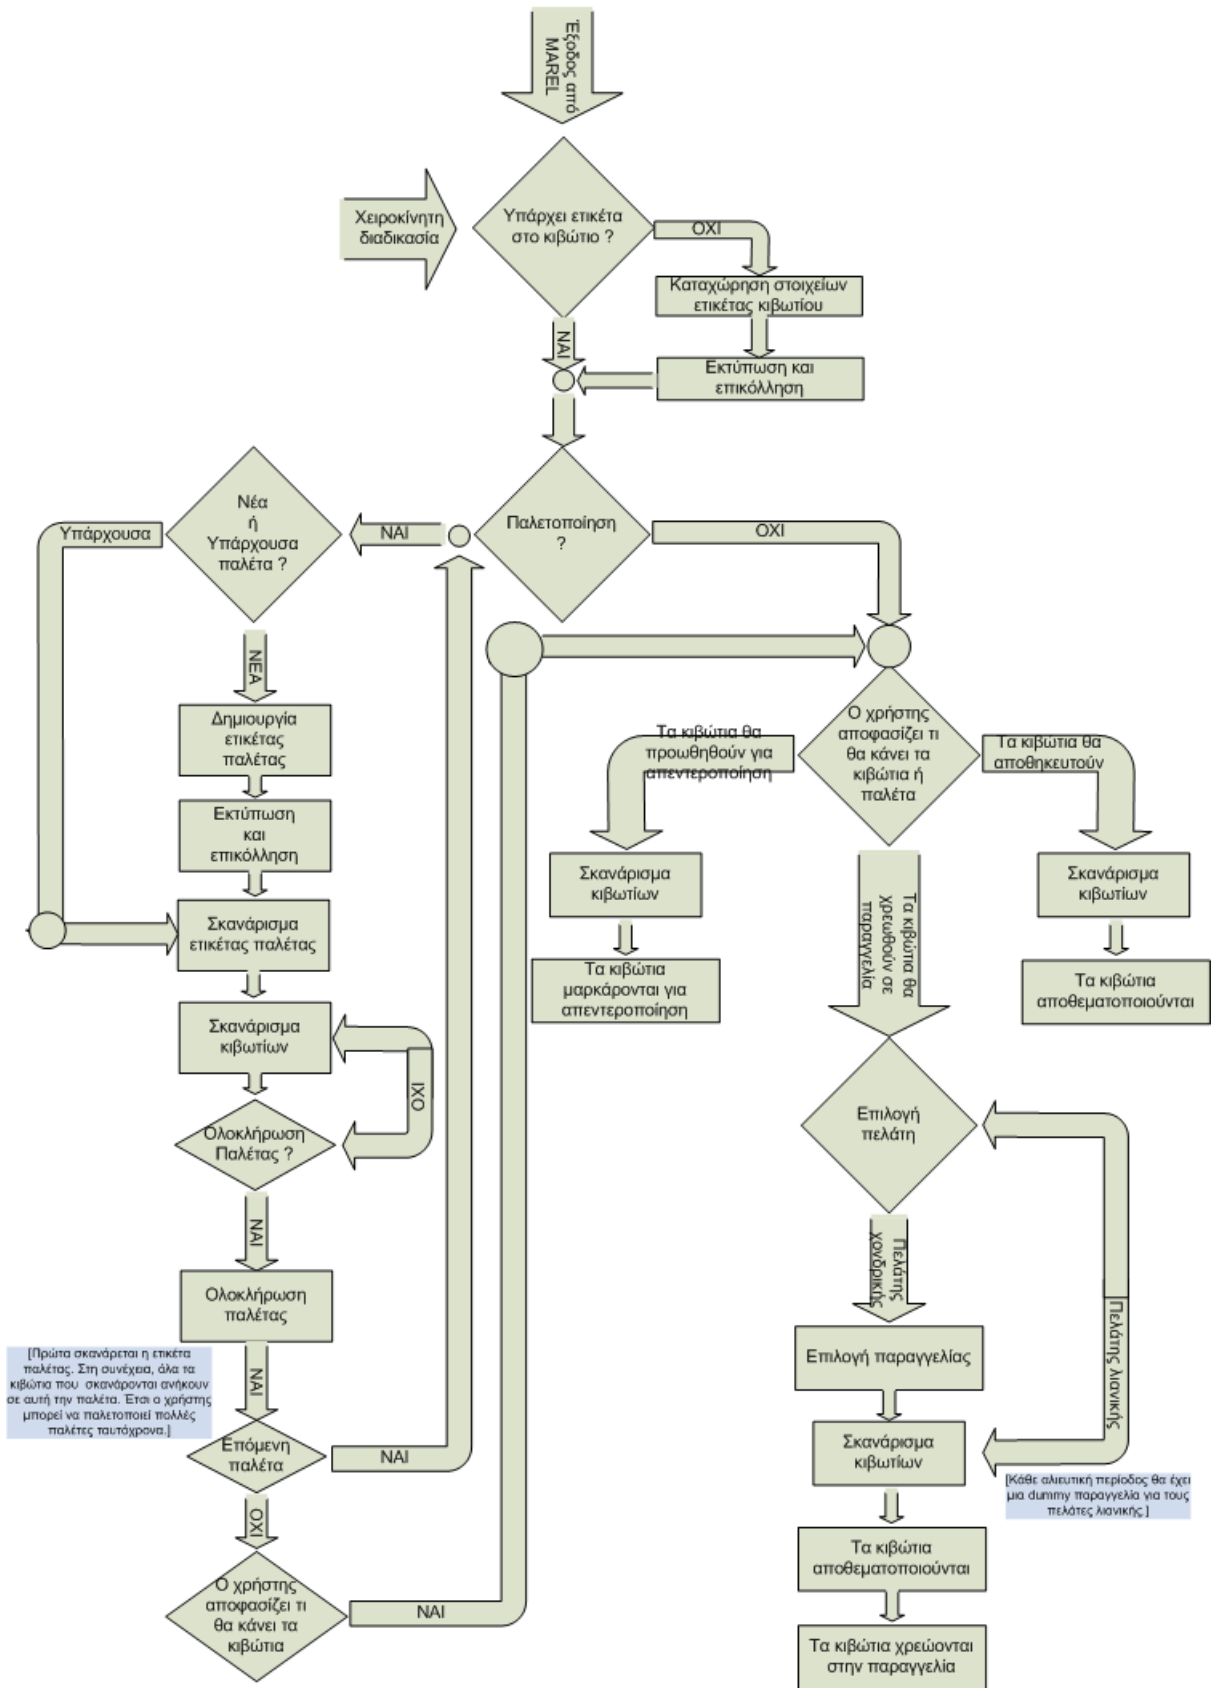 Έξοδος από
MAREL
Χειροκίνητη
διαδικασία
Υπάρχει ετικέτα
στο κιβώτιο ?
ΟΧΙ
Καταχώρηση στοιχείων
ετικέτας κιβωτίου
ΝΑΙ
Εκτύπωση και
επικόλληση
Παλετοποίηση
?
ΝΑΙ
ΟΧΙ
Νέα
ή
Υπάρχουσα
παλέτα ?
Υπάρχουσα
ΝΕΑ
Δημιουργία
ετικέτας
παλέτας
Εκτύπωση
και
επικόλληση
Σκανάρισμα
ετικέτας παλέτας
Σκανάρισμα
κιβωτίων
ΟΧΙ
Ολοκλήρωση
Παλέτας ?
ΝΑΙ
Ολοκλήρωση
παλέτας
[Πρώτα σκανάρεται η ετικέτα
παλέτας. Στη συνέχεια, όλα τα
κιβώτια που σκανάρονται ανήκουν
σε αυτή την παλέτα. Έτσι ο χρήστης
μπορεί να παλετοποιεί πολλές
παλέτες ταυτόχρονα.]
ΝΑΙ
Επόμενη
παλέτα
ΝΑΙ
ΟΧΙ
Ο χρήστης
αποφασίζει τι
θα κάνει τα
κιβώτια
ΝΑΙ
Ο χρήστης
αποφασίζει τι
θα κάνει τα
κιβώτια ή
παλέτα
Τα κιβώτια θα
προωθηθούν για
απεντεροποίηση
Σκανάρισμα
κιβωτίων
Τα κιβώτια
μαρκάρονται για
απεντεροποίηση
Τα κιβώτια θα
αποθηκευτούν
Σκανάρισμα
κιβωτίων
Τα κιβώτια
αποθεματοποιούνται
Τα κιβώτια θα
χρεωθούν σε
παραγγελία
Επιλογή
πελάτη
Πελάτης
χονδρικής
Πελάτης λιανικής
Επιλογή παραγγελίας
Σκανάρισμα
κιβωτίων
[Κάθε αλιευτική περίοδος θα έχει
μια dummy παραγγελία για τους
πελάτες λιανικής.]
Τα κιβώτια
αποθεματοποιούνται
Τα κιβώτια χρεώονται
στην παραγγελία